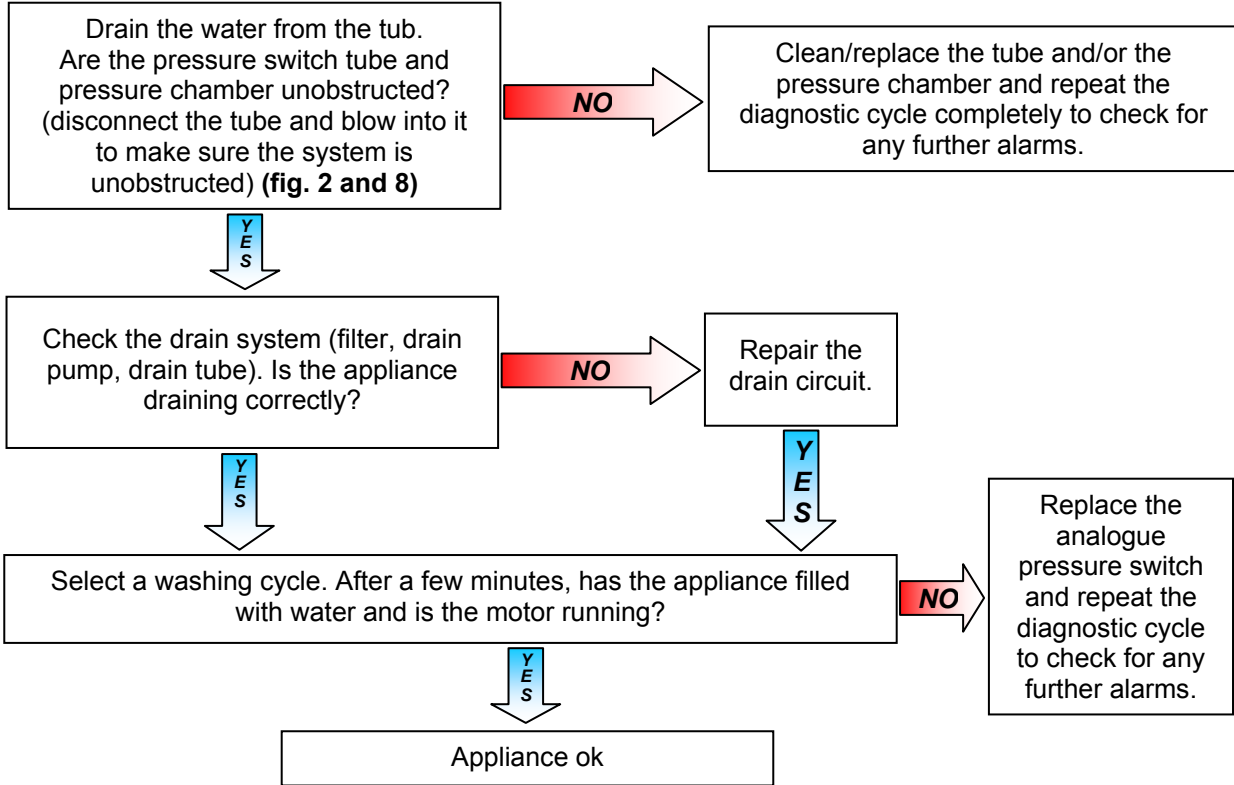 Drain the water from the tub.
Are the pressure switch tube and
pressure chamber unobstructed?
(disconnect the tube and blow into it
to make sure the system is
unobstructed) (fig. 2 and 8)
NO
Clean/replace the tube and/or the
pressure chamber and repeat the
diagnostic cycle completely to check for
any further alarms.
YES
Check the drain system (filter, drain
pump, drain tube). Is the appliance
draining correctly?
NO
Repair the
drain circuit.
YES
YES
Select a washing cycle. After a few minutes, has the appliance filled
with water and is the motor running?
NO
Replace the
analogue
pressure switch
and repeat the
diagnostic cycle
to check for any
further alarms.
YES
Appliance ok